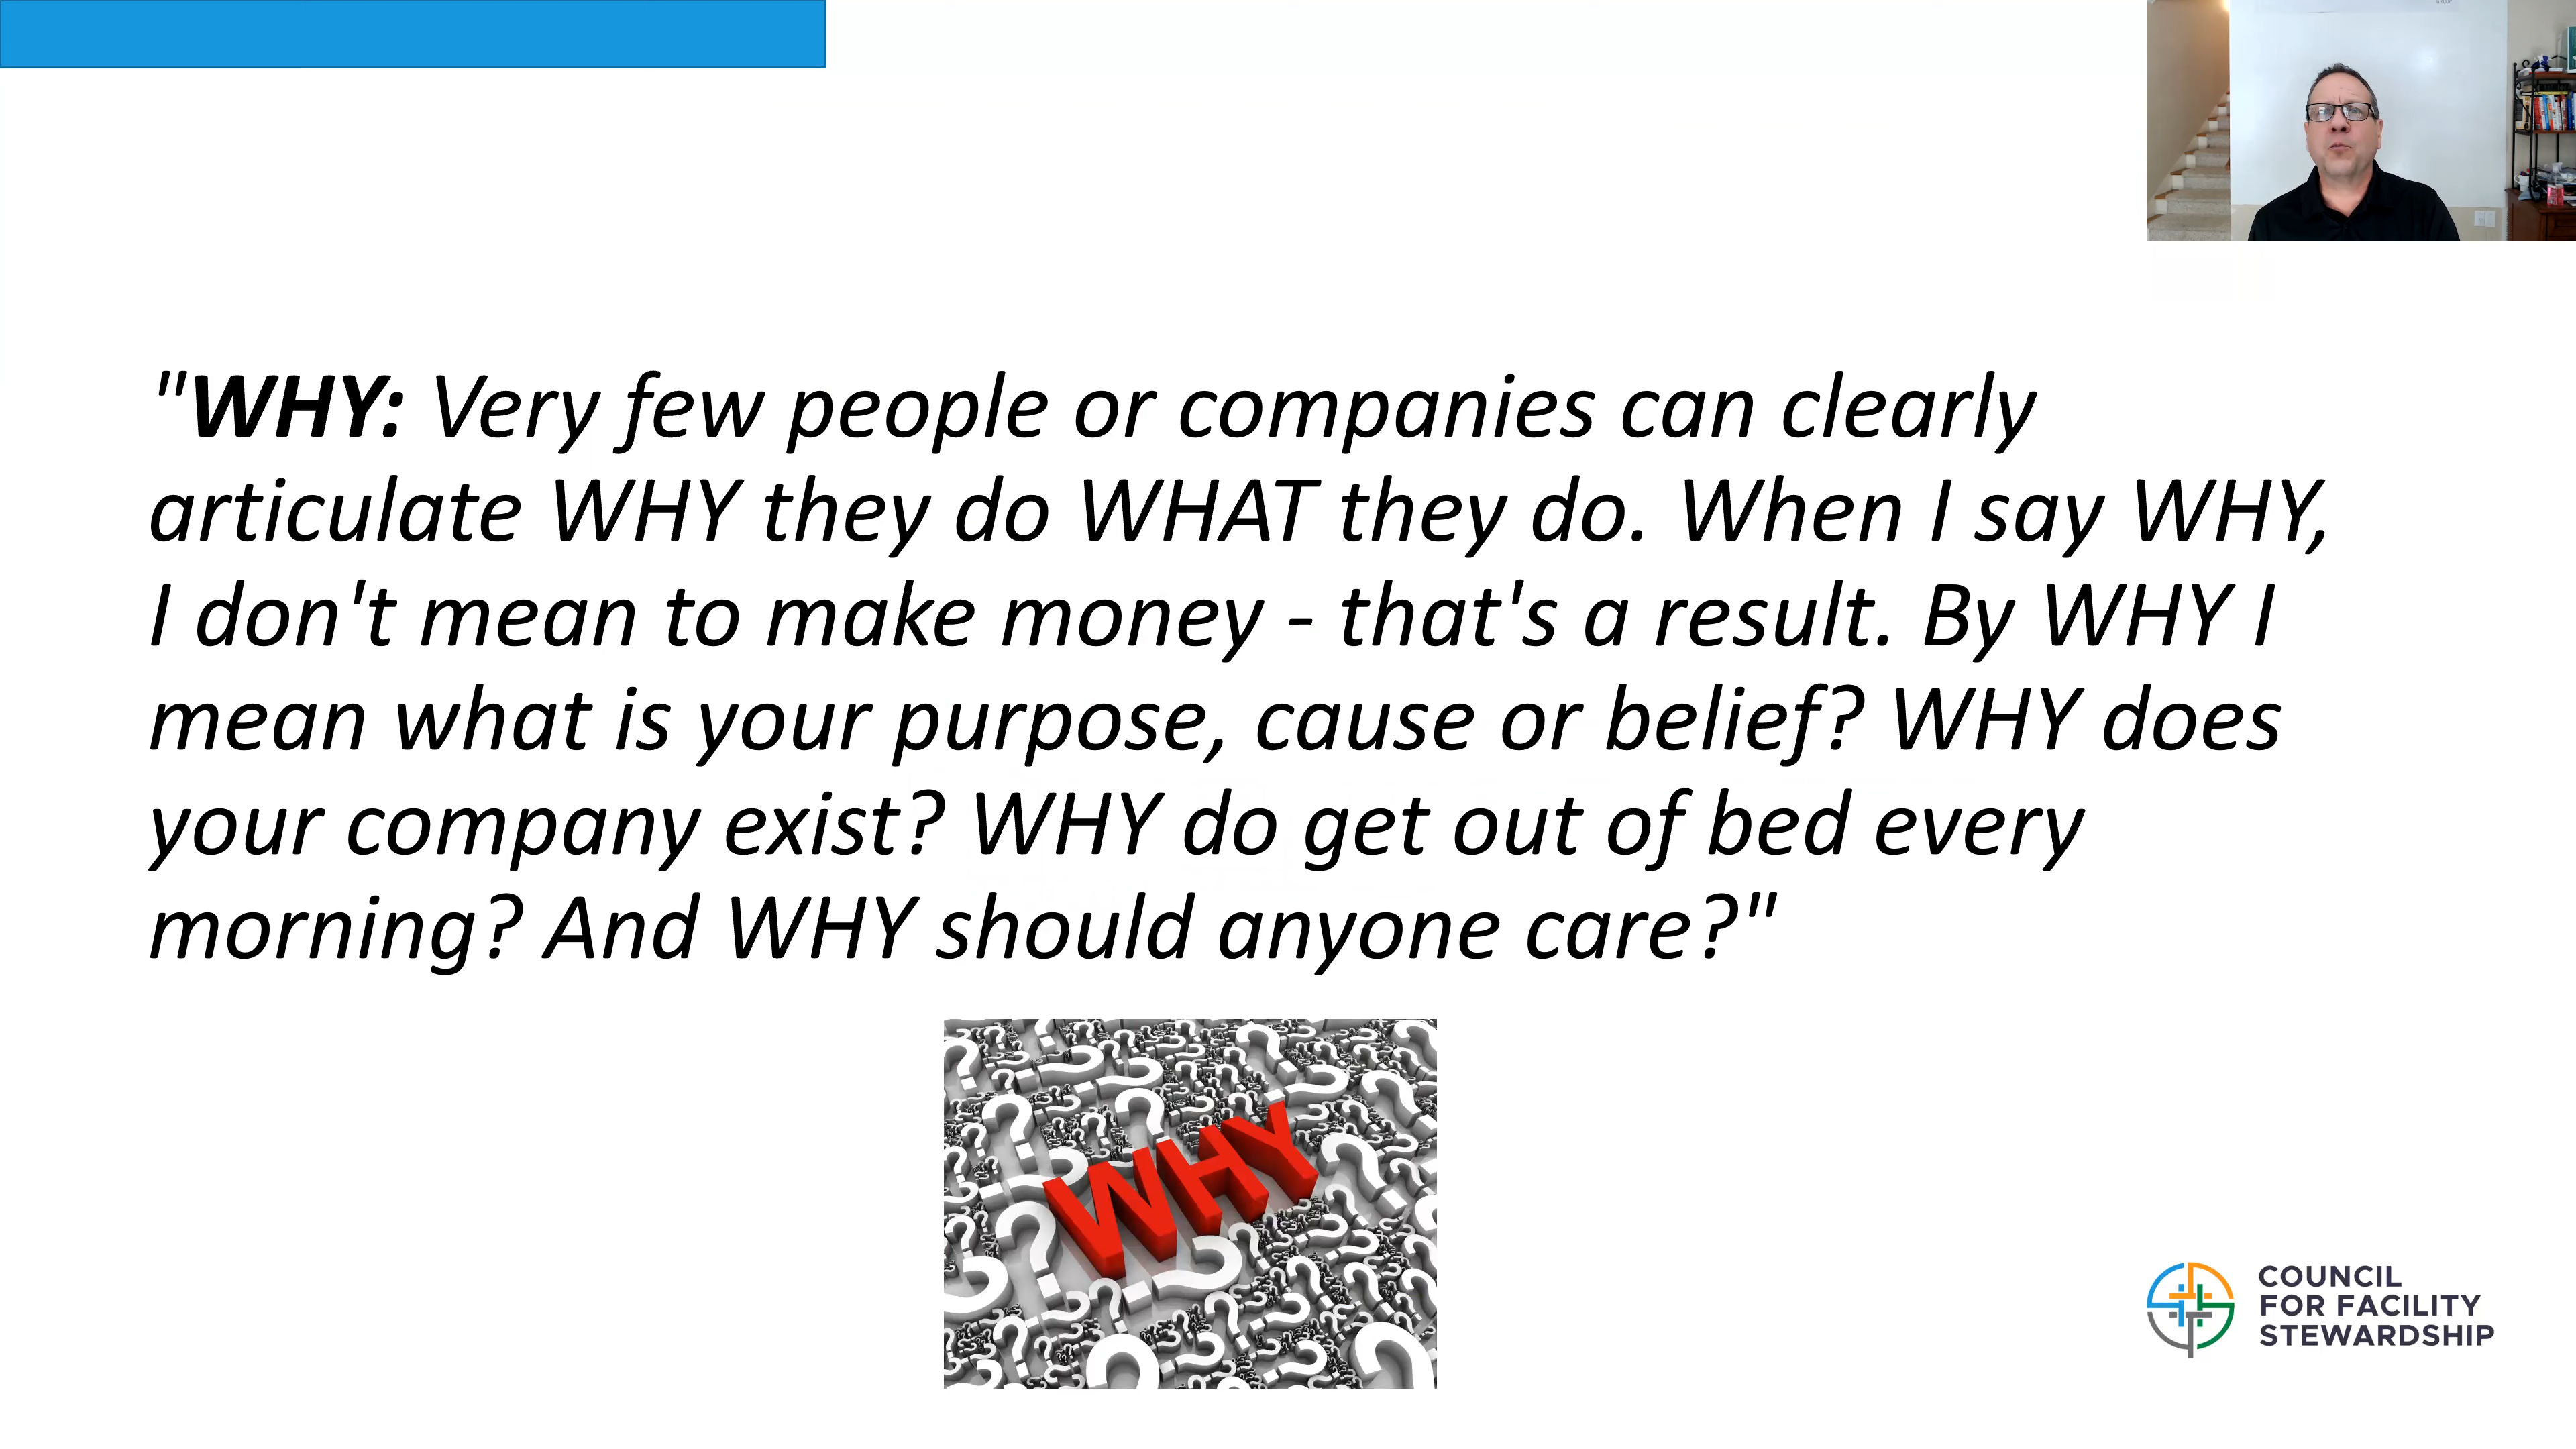 "WHY: Very few people or companies can clearly
articulate WHY they do WHAT they do. When I say WHY,
I don't mean to make money - that's a result. By WHY I
mean what is your purpose, cause or belief? WHY does
your company exist? WHY do get out of bed every
morning? And WHY should anyone care?"
WHY
COUNCIL
FOR FACILITY
STEWARDSHIP